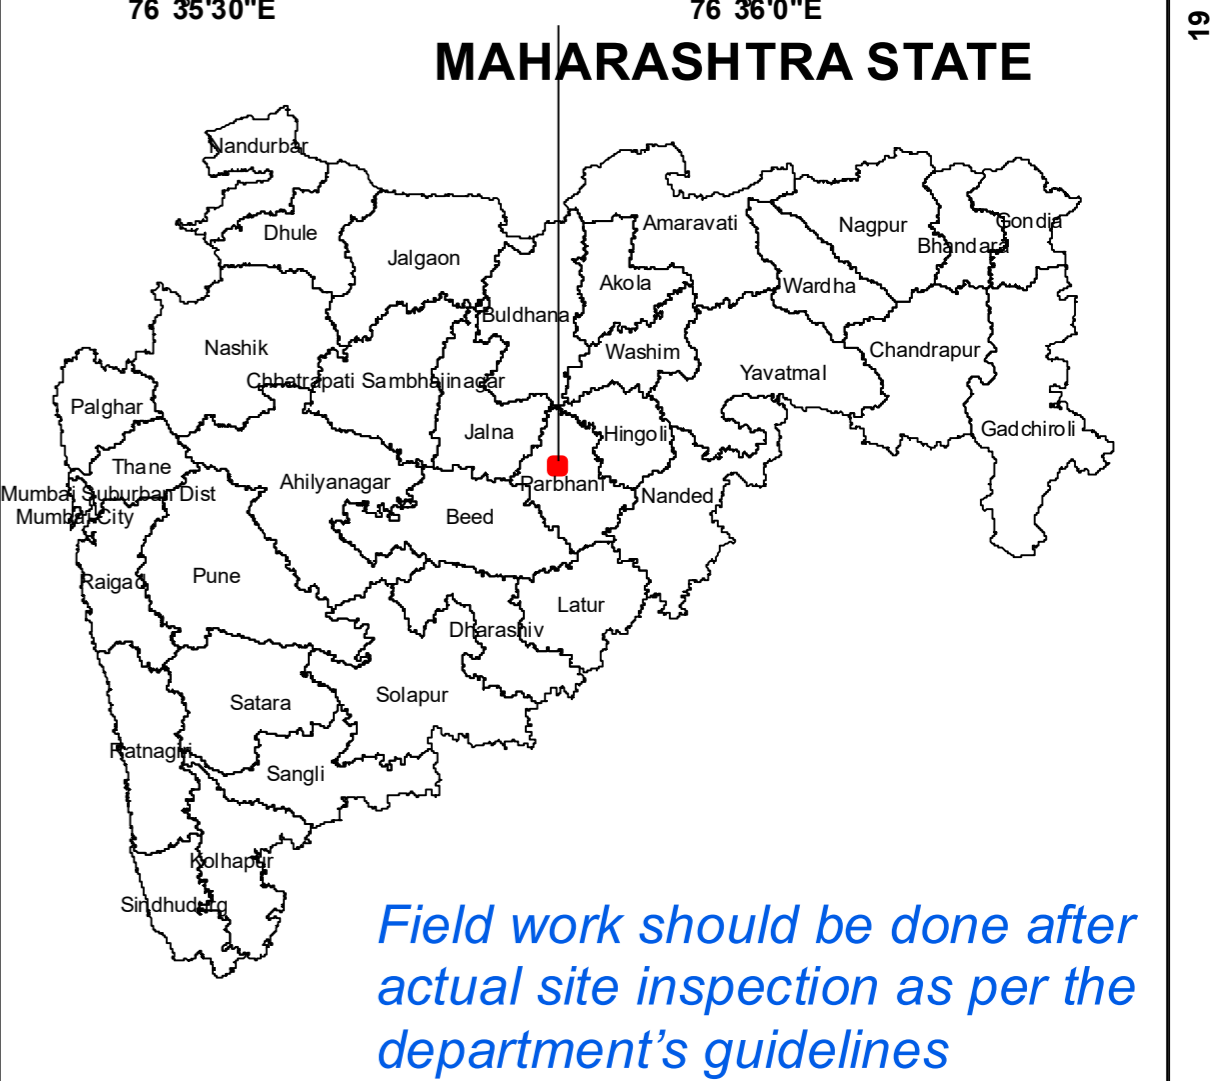 76 35'30"E
76 36'0"E
19
MAHARASHTRA STATE
Nandurbar
Dhule
Jalgaon
Amaravati
Nagpur
Gondia
Bhandara
Akola
Wardha
Buldhana
Nashik
Washim
Chandrapur
Chhatrapati Sambhajinagar
Yavatmal
Palghar
Jalna
Hingoli
Gadchiroli
Thane
Ahilyanagar
Parbhani
Mumbai Suburban Dist
Nanded
Mumbai City
Beed
Raigad
Pune
Latur
Dharashiv
Satara
Solapur
Ratnagiri
Sangli
Kolhapur
Sindhudurg
Field work should be done after
actual site inspection as per the
department’s guidelines